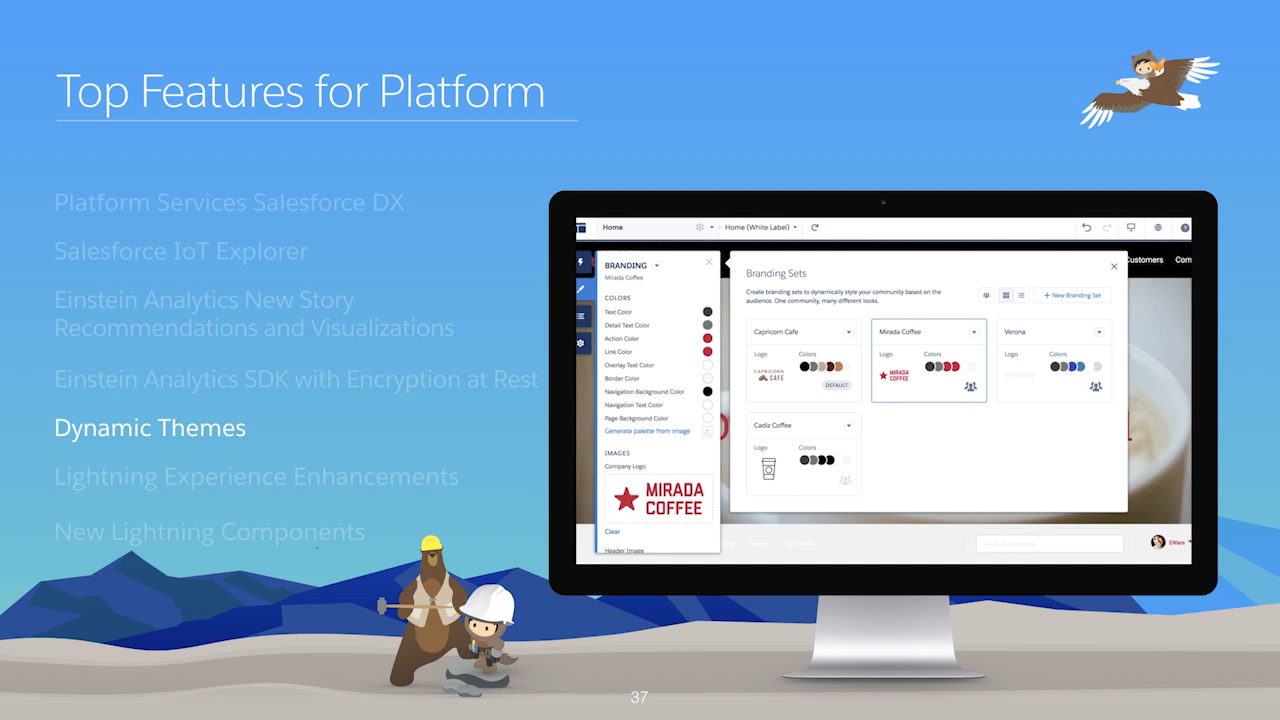 Top Features for Platform
Platform Services Salesforce DX
Salesforce IoT Explorer
Einstein Analytics New Story
Recommendations and Visualizations
Einstein Analytics SDK with Encryption at Rest
Dynamic Themes
Lightning Experience Enhancements
New Lightning Components
Home
Home (White Label)
BRANDING
Mirada Coffee
COLORS
Text Color
Detail Text Color
Action Color
Link Color
Overlay Text Color
Border Color
Navigation Background Color
Navigation Text Color
Page Background Color
Generate palette from image
IMAGES
Company Logo
MIRADA
COFFEE
Clear
Header Image
Customers
Com
Branding Sets
Create branding sets to dynamically style your community based on the
audience. One community, many different looks.
+ New Branding Set
Capricorn Cafe
Logo
Colors
CAPRICORN
CAFE
DEFAULT
Mirada Coffee
Logo
Colors
MIRADA
COFFEE
Verona
Logo
Colors
Cadiz Coffee
Logo
Colors
EWare
37